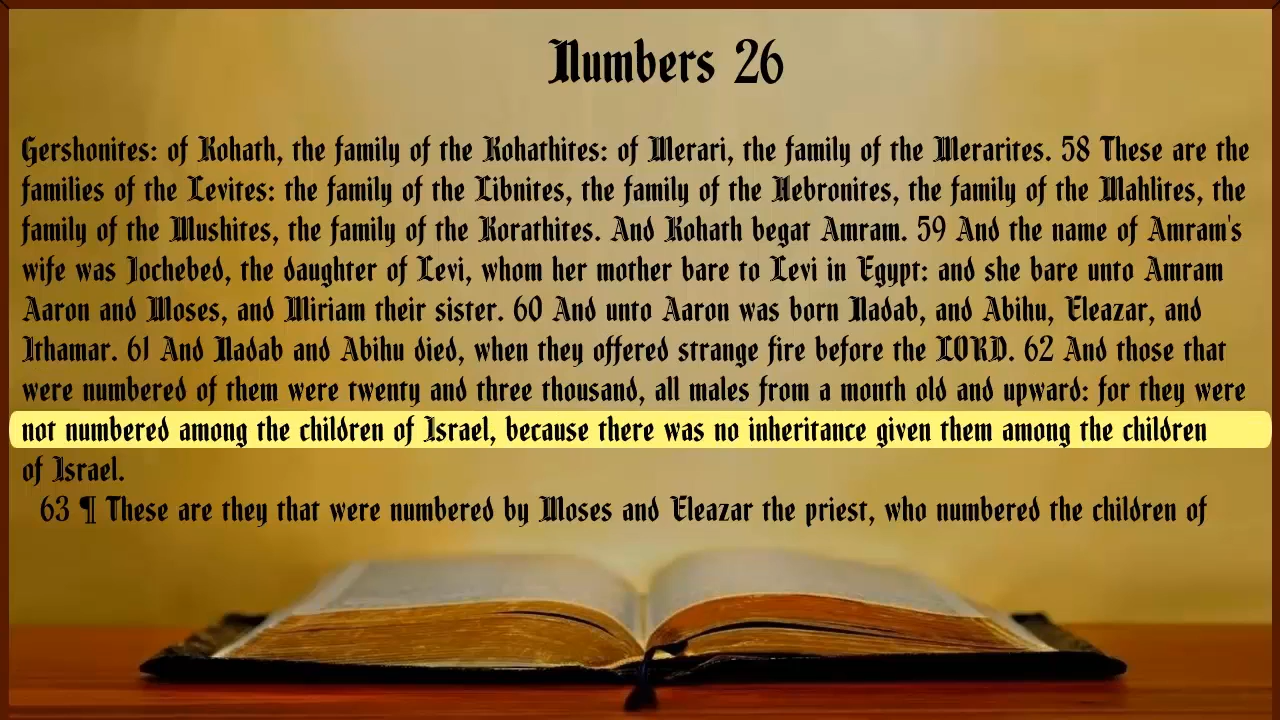 Numbers 26
Gershonites: of Kohath, the family of the Kohathites: of Merari, the family of the Merarites. 58 These are the
families of the Levites: the family of the Libnites, the family of the Hebronites, the family of the Mahlites, the
family of the Mushites, the family of the Korathites. And Kohath begat Amram. 59 And the name of Amram's
wife was Jochebed, the daughter of Levi, whom her mother bare to Levi in Egypt: and she bare unto Amram
Aaron and Moses, and Miriam their sister. 60 And unto Aaron was born Nadab, and Abihu, Eleazar, and
Ithamar. 61 And Nadab and Abihu died, when they offered strange fire before the LORD. 62 And those that
were numbered of them were twenty and three thousand, all males from a month old and upward: for they were
not numbered among the children of Israel, because there was no inheritance given them among the children
of Israel.
63 ¶ These are they that were numbered by Moses and Eleazar the priest, who numbered the children of